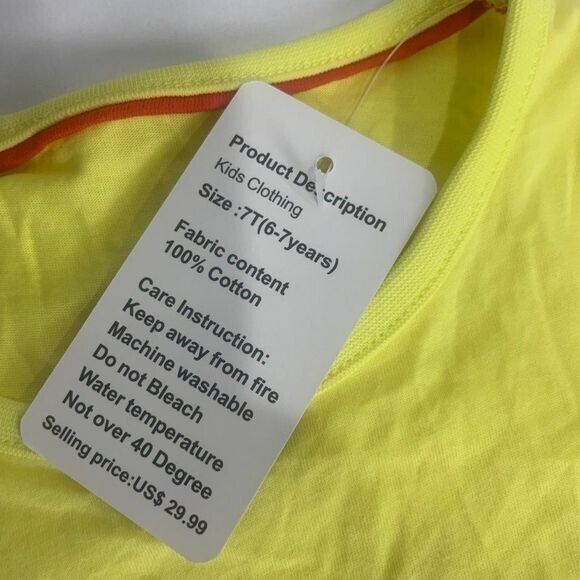 Product Description
Kids Clothing
Size :7T(6-7years)
Fabric content
100% Cotton
Care Instruction:
Keep away from fire
Machine washable
Do not Bleach
Water temperature
Not over 40 Degree
Selling price:US$ 29.99